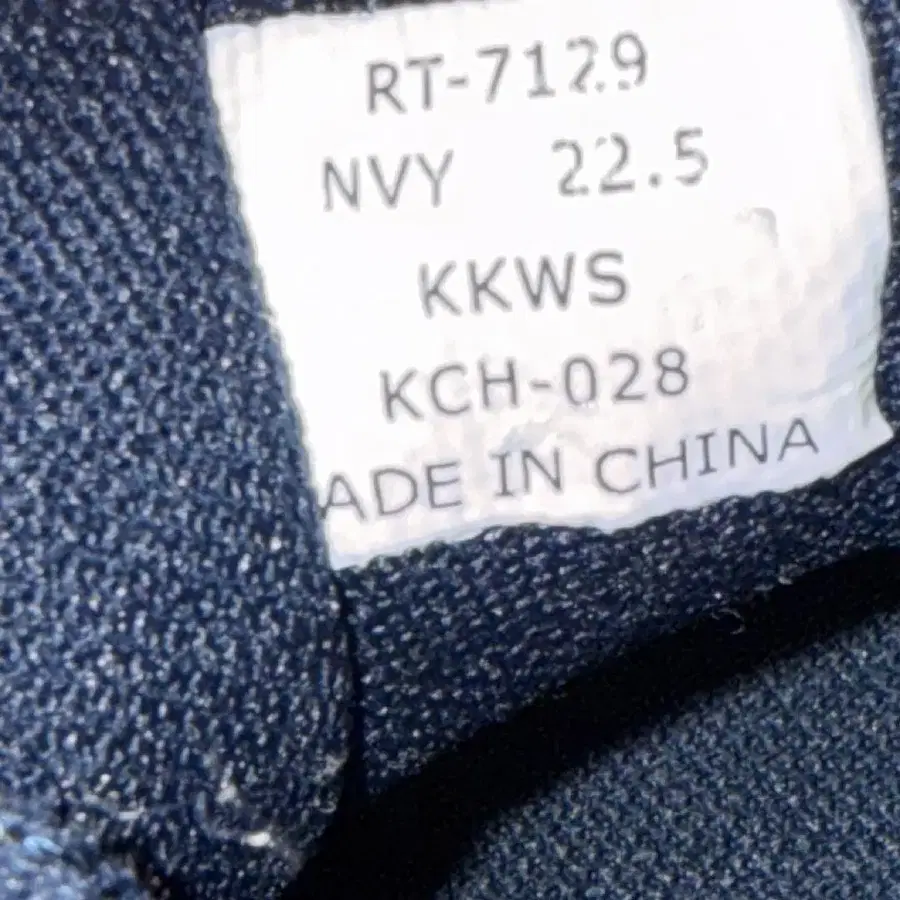 RT-7129
NVY 22.5
KKWS
KCH-028
ADE IN CHINA